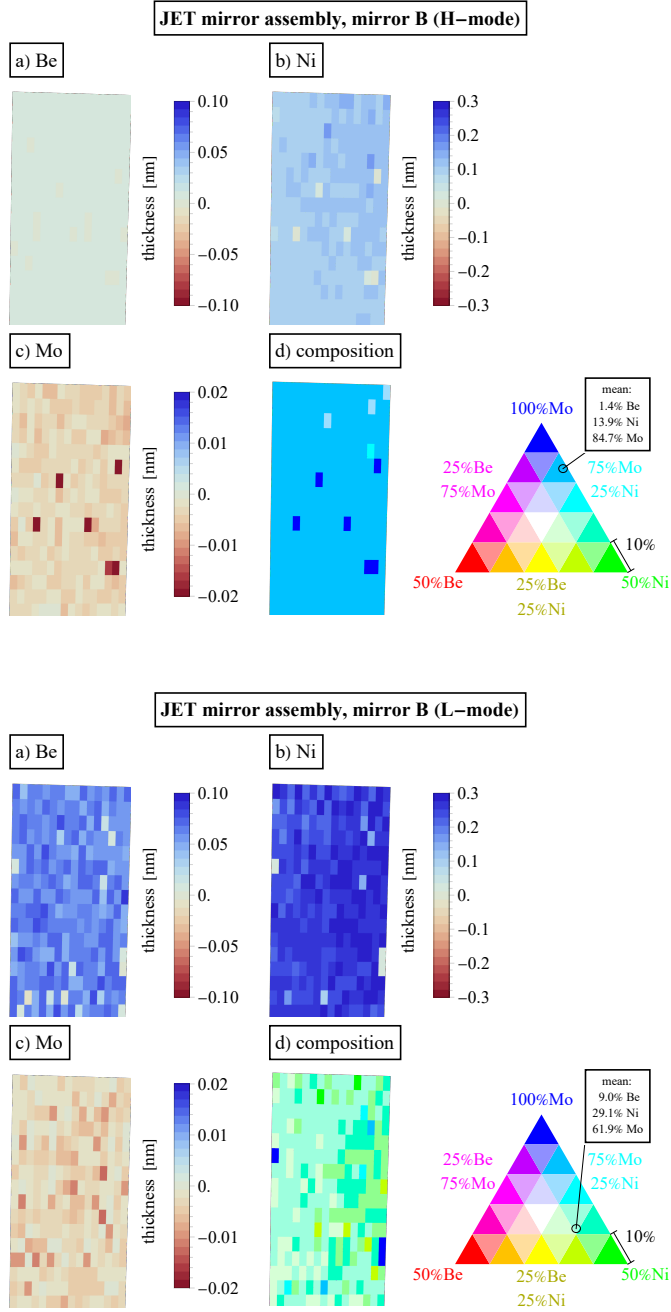 JET mirror assembly, mirror B (H−mode)
a) Be
b) Ni
0.10
0.05
0.
−0.05
−0.10
thickness [nm]
0.3
0.2
0.1
0.
−0.1
−0.2
−0.3
thickness [nm]
c) Mo
d) composition
0.02
0.01
0.
−0.01
−0.02
thickness [nm]
mean:
1.4% Be
13.9% Ni
84.7% Mo
100%Mo
25%Be
75%Mo
75%Mo
25%Ni
10%
50%Be
25%Be
25%Ni
50%Ni
JET mirror assembly, mirror B (L−mode)
a) Be
b) Ni
0.10
0.05
0.
−0.05
−0.10
thickness [nm]
0.3
0.2
0.1
0.
−0.1
−0.2
−0.3
thickness [nm]
c) Mo
d) composition
0.02
0.01
0.
−0.01
−0.02
thickness [nm]
mean:
9.0% Be
29.1% Ni
61.9% Mo
100%Mo
25%Be
75%Mo
75%Mo
25%Ni
10%
50%Be
25%Be
25%Ni
50%Ni